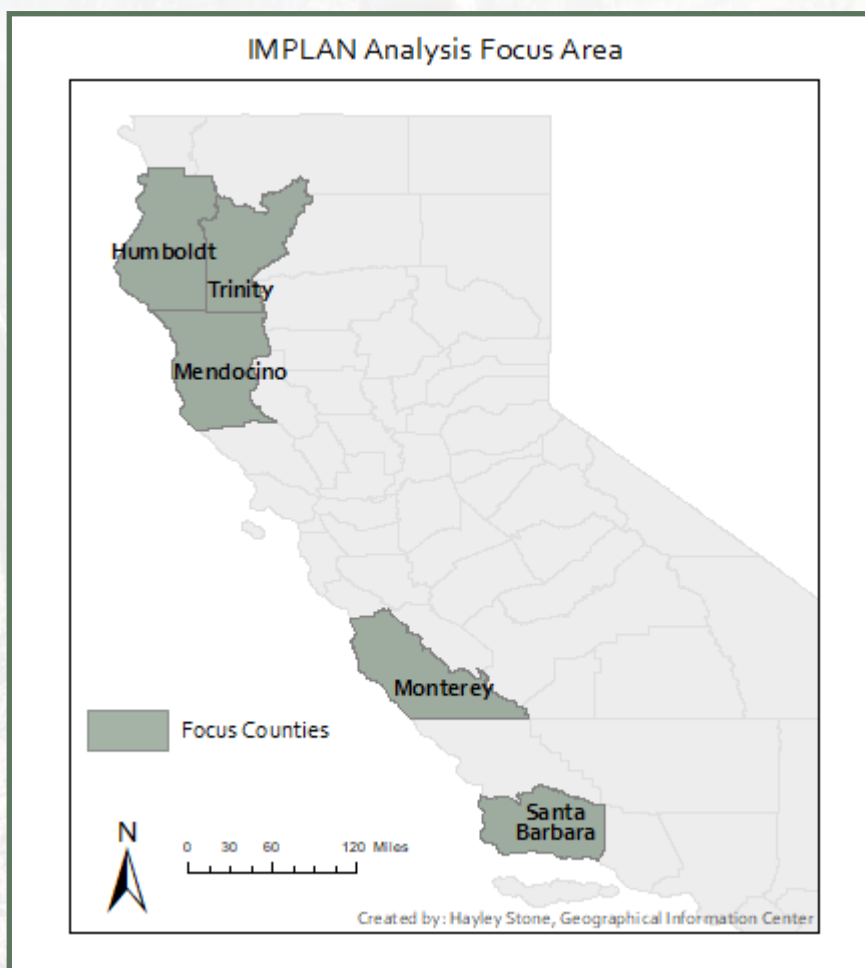 IMPLAN Analysis Focus Area
Humboldt
Trinity
Mendocino
Monterey
Focus Counties
Santa
Barbara
N
0 30 60 120 Miles
Created by: Hayley Stone, Geographical Information Center